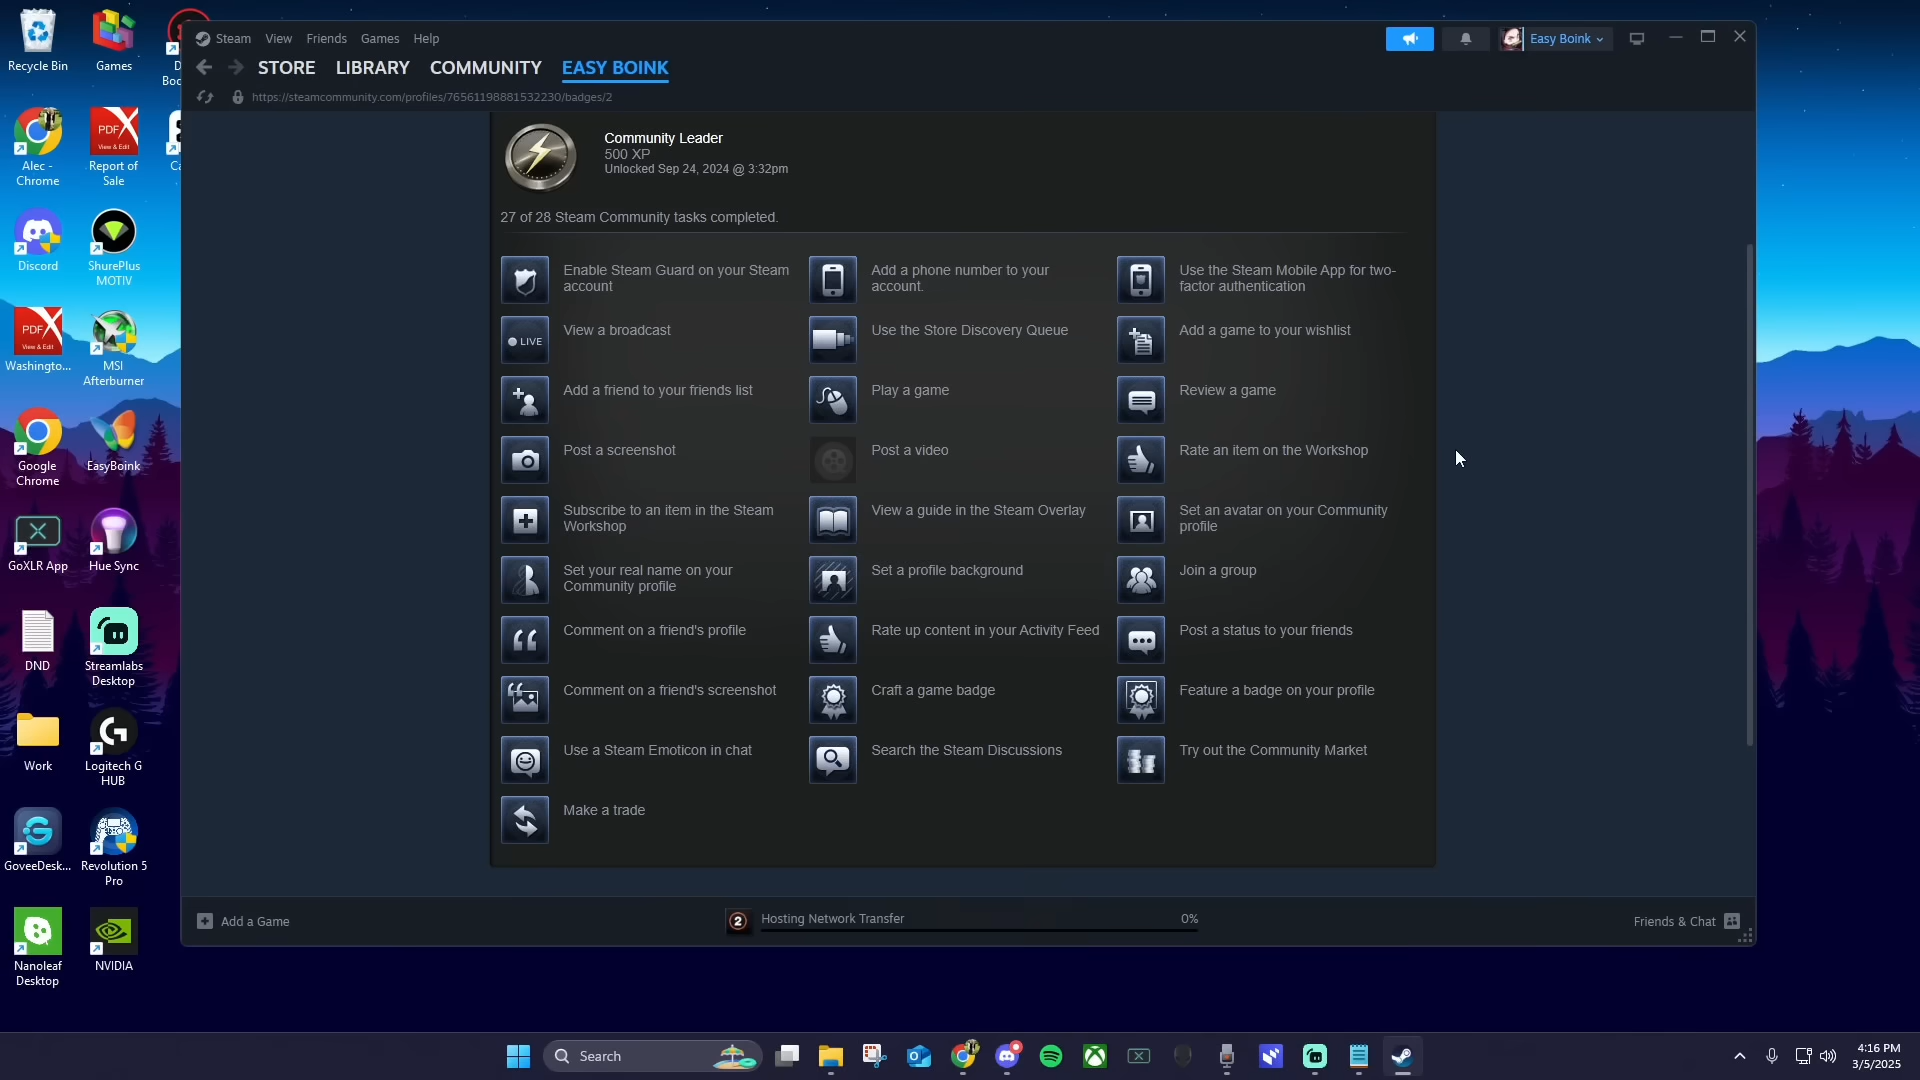 Recycle Bin
Games
D
Boo
Alec -
Chrome
Report of
Sale
Ca
Discord
ShurePlus
MOTIV
Washingto...
MSI
Afterburner
Google
Chrome
EasyBoink
GoXLR App
Hue Sync
DND
Streamlabs
Desktop
Work
Logitech G
HUB
GoveeDesk...
Revolution 5
Pro
Nanoleaf
Desktop
NVIDIA
PDF
View & Edit
PDF
View & Edit
Steam View Friends Games Help
Easy Boink
STORE LIBRARY COMMUNITY EASY BOINK
https://steamcommunity.com/profiles/76561198881532230/badges/2
Community Leader
500 XP
Unlocked Sep 24, 2024 @ 3:32pm
27 of 28 Steam Community tasks completed.
Enable Steam Guard on your Steam
account
Add a phone number to your
account.
Use the Steam Mobile App for two-
factor authentication
LIVE
View a broadcast
Use the Store Discovery Queue
Add a game to your wishlist
Add a friend to your friends list
Play a game
Review a game
Post a screenshot
Post a video
Rate an item on the Workshop
Subscribe to an item in the Steam
Workshop
View a guide in the Steam Overlay
Set an avatar on your Community
profile
Set your real name on your
Community profile
Set a profile background
Join a group
Comment on a friend's profile
Rate up content in your Activity Feed
Post a status to your friends
Comment on a friend's screenshot
Craft a game badge
Feature a badge on your profile
Use a Steam Emoticon in chat
Search the Steam Discussions
Try out the Community Market
Make a trade
Add a Game
2
Hosting Network Transfer 0%
Friends & Chat
Search
4:16 PM
3/5/2025